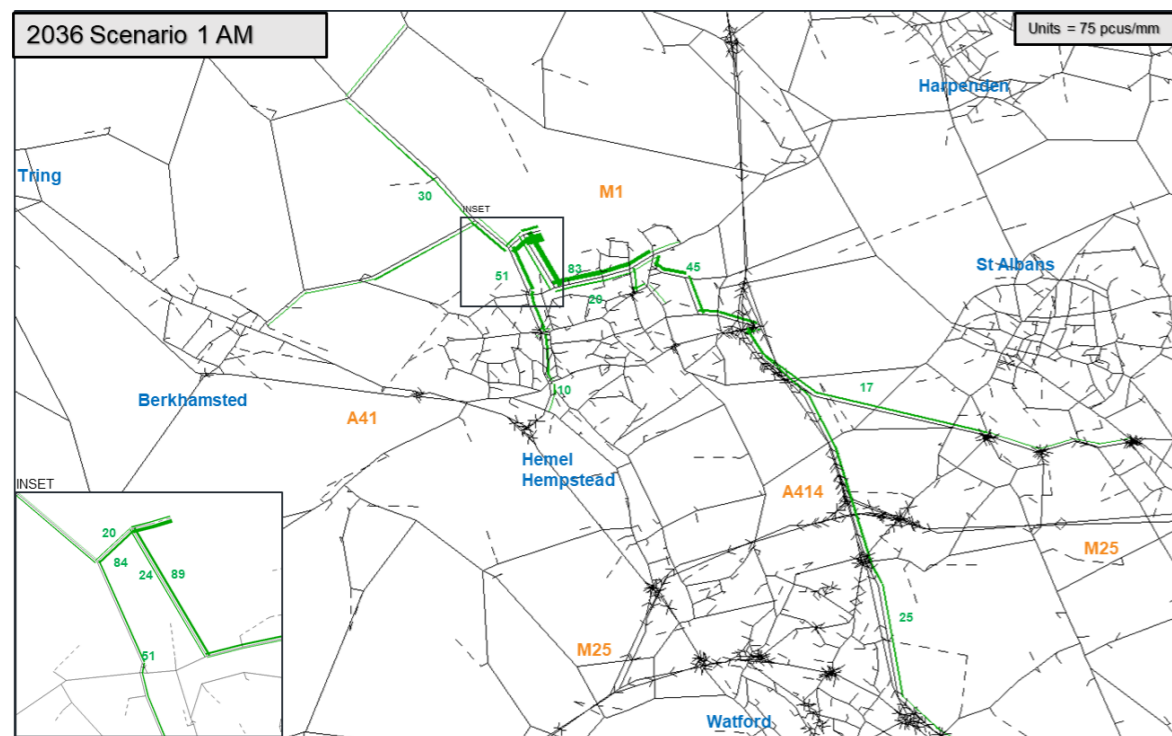 2036 Scenario 1 AM
Units = 75 pcus/mm
Harpenden
Tring
M1
30
INSET
51
83
45
20
St Albans
17
10
Berkhamsted
A41
Hemel
Hempstead
A414
M25
INSET
20
84
24
89
51
25
M25
Watford